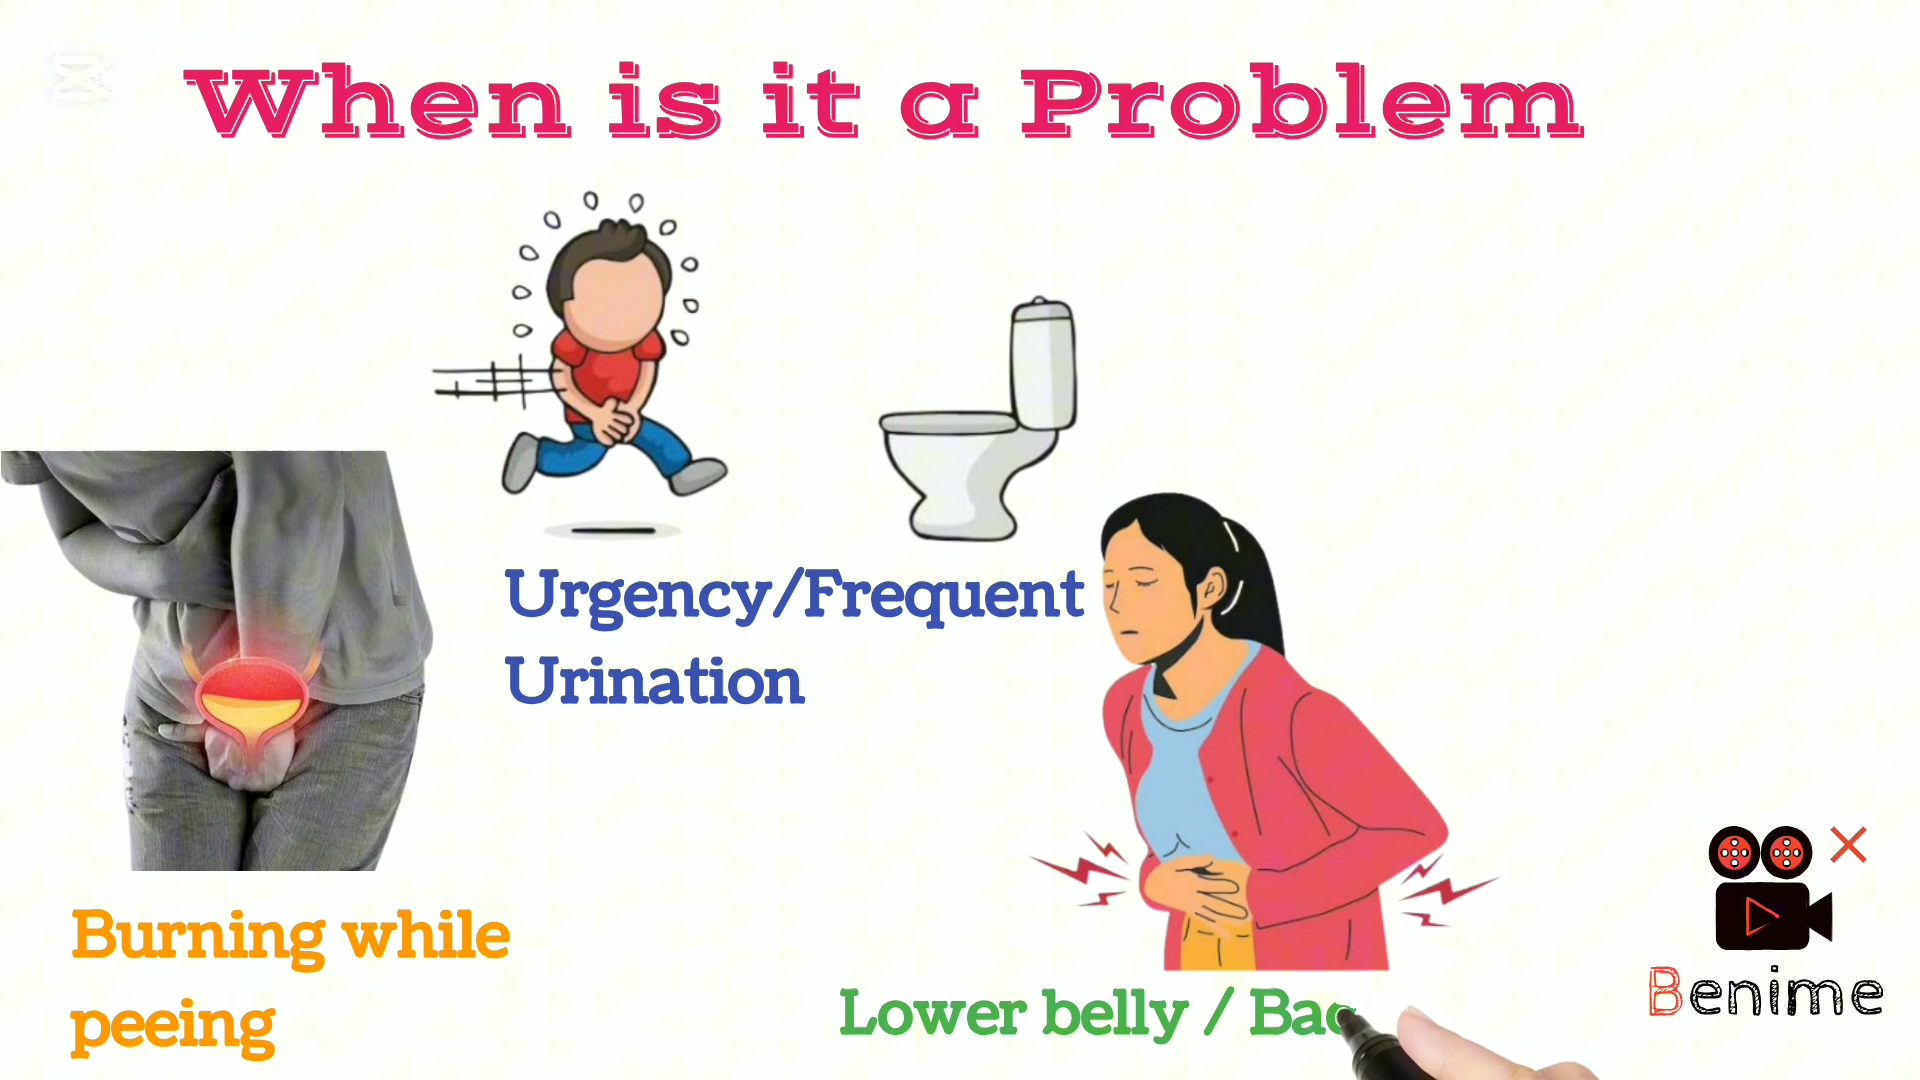 When is it a Problem
Urgency/Frequent
Urination
Burning while
peeing
Lower belly / Bac
Benime